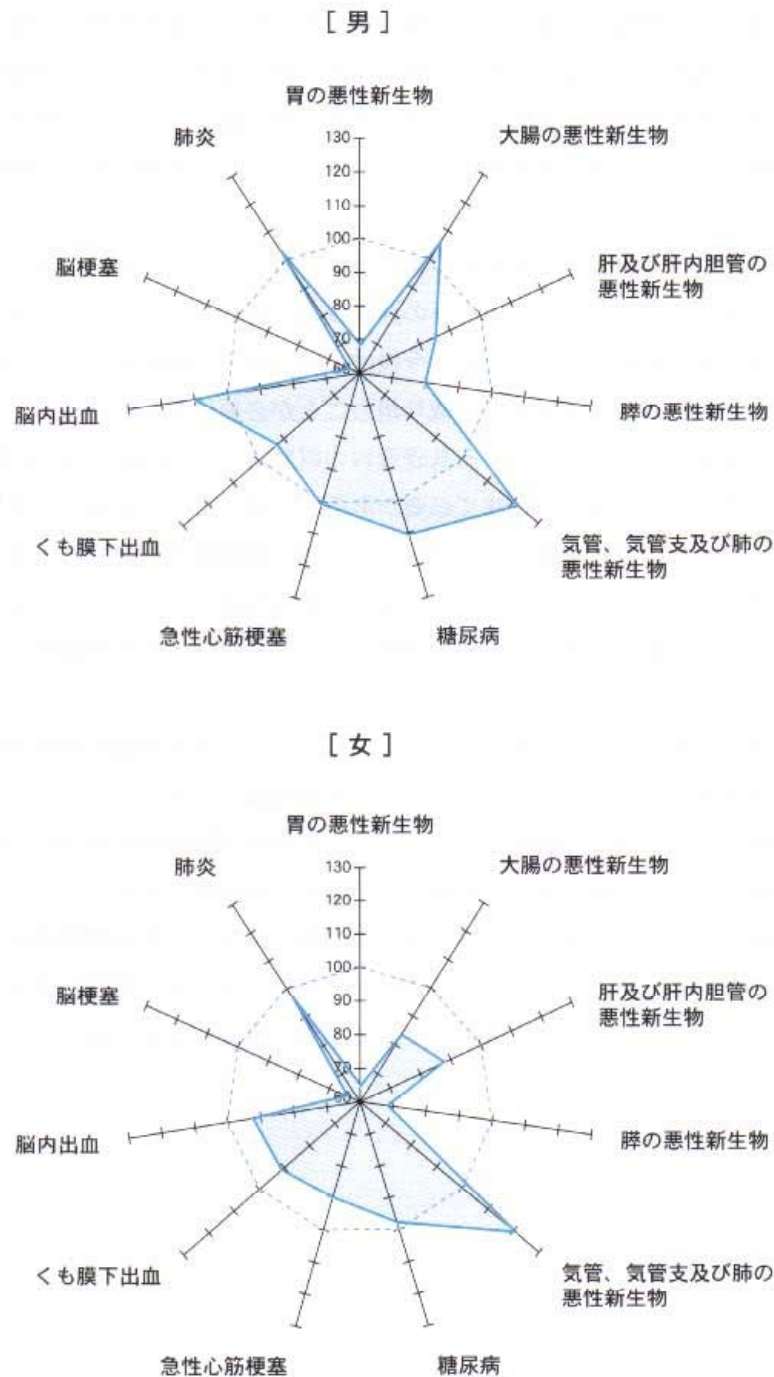 [ 男 ]
胃の悪性新生物
130
120
110
100
90
80
70
60
大腸の悪性新生物
肝及び肝内胆管の
悪性新生物
膵の悪性新生物
気管、気管支及び肺の
悪性新生物
糖尿病
急性心筋梗塞
くも膜下出血
脳内出血
脳梗塞
肺炎
[ 女 ]
胃の悪性新生物
130
120
110
100
90
80
70
60
大腸の悪性新生物
肝及び肝内胆管の
悪性新生物
膵の悪性新生物
気管、気管支及び肺の
悪性新生物
糖尿病
急性心筋梗塞
くも膜下出血
脳内出血
脳梗塞
肺炎